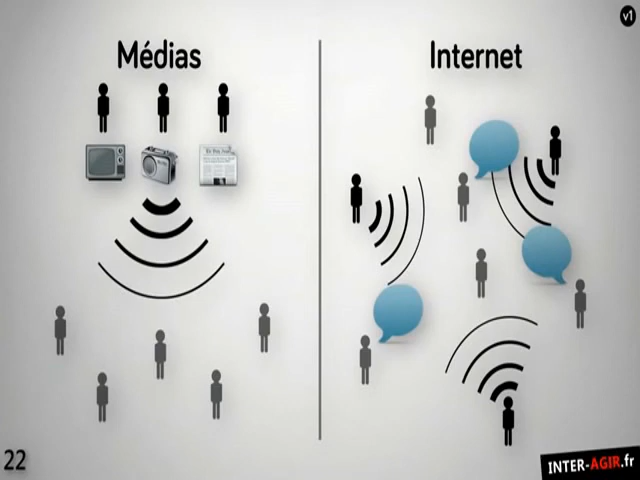 v1
Médias
Internet
22
INTER-AGIR.fr